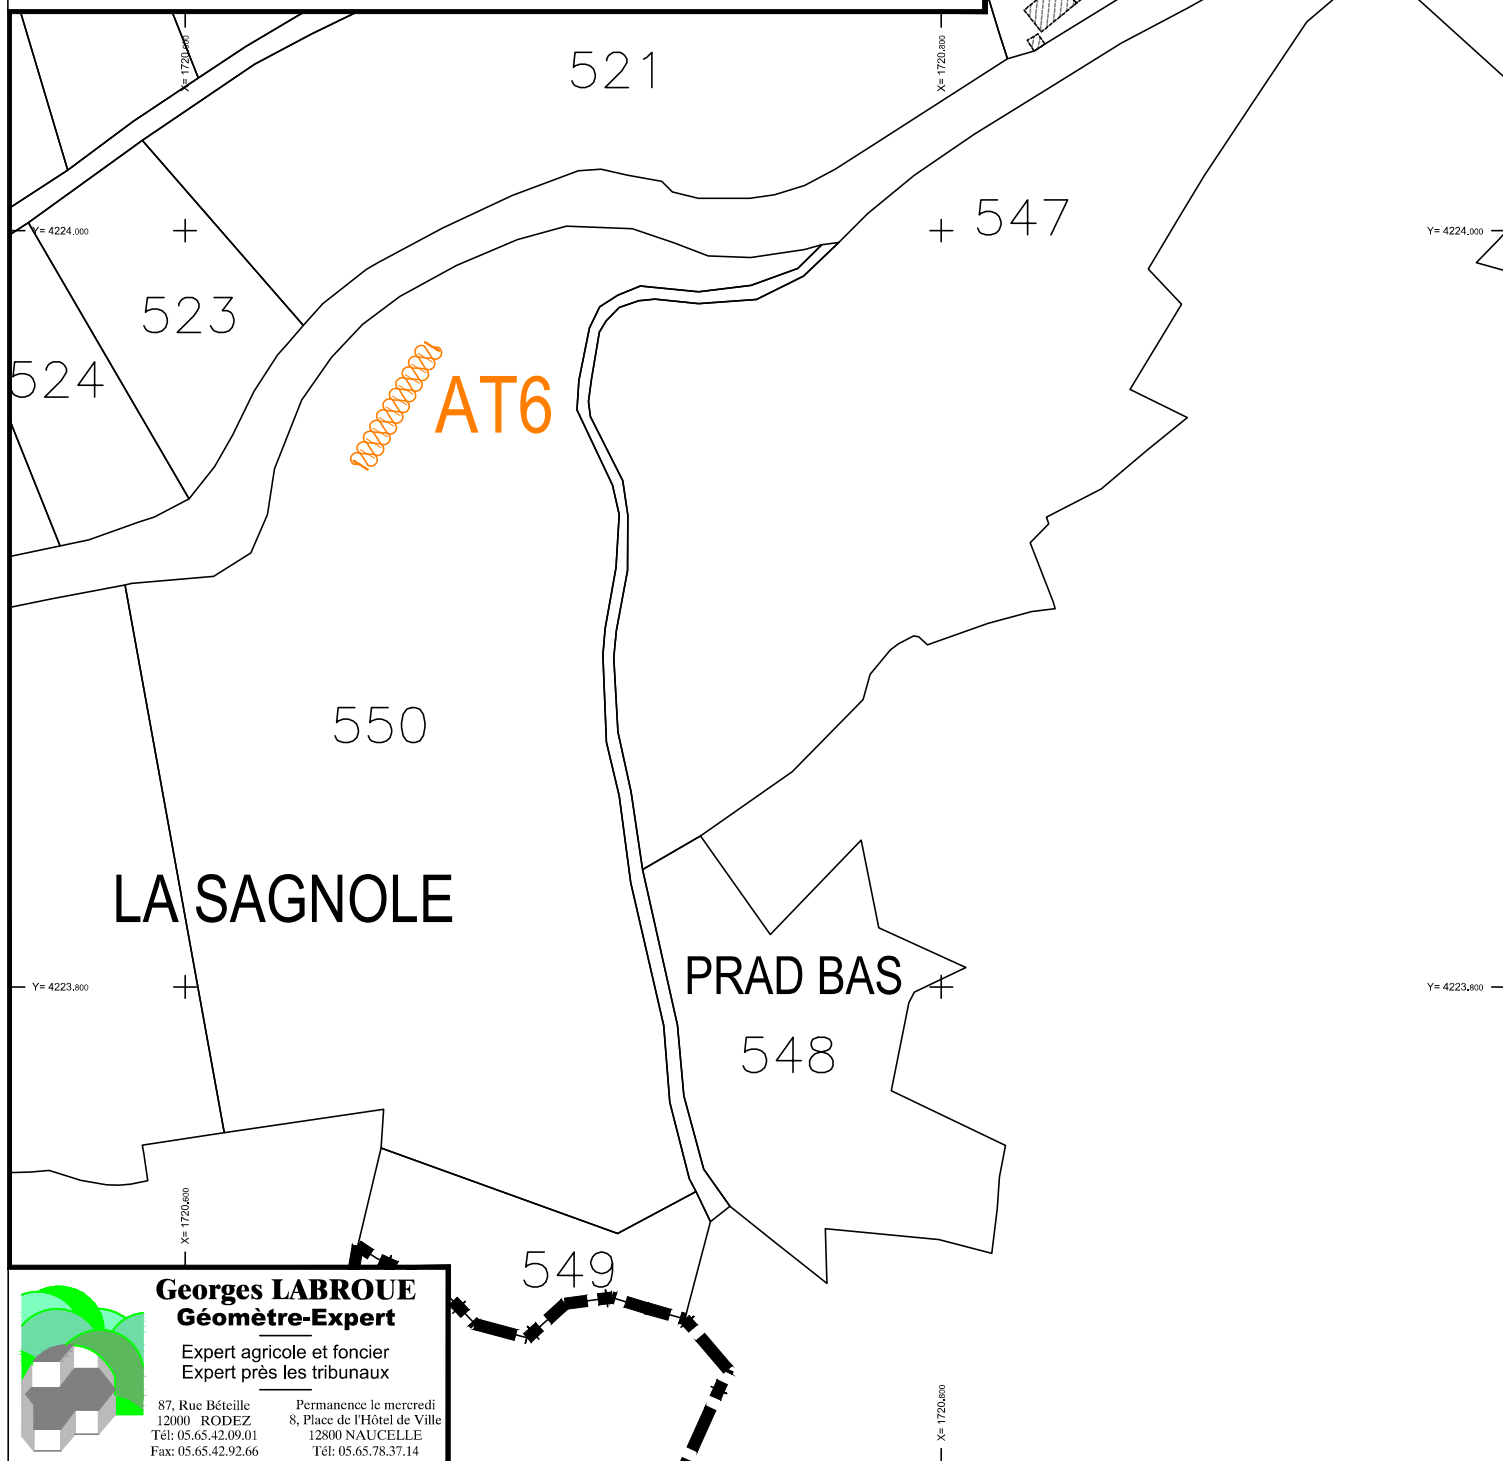 521
X= 1720.600
X= 1720.800
547
Y= 4224.000
Y= 4224.000
523
524
AT6
550
LA SAGNOLE
PRAD BAS
Y= 4223.800
Y= 4223.800
548
X= 1720.600
549
X= 1720.800
Georges LABROUE
Géomètre-Expert
Expert agricole et foncier
Expert près les tribunaux
87, Rue Béteille
12000 RODEZ
Tél: 05.65.42.09.01
Fax: 05.65.42.92.66
Permanence le mercredi
8, Place de l'Hôtel de Ville
12800 NAUCELLE
Tél: 05.65.78.37.14